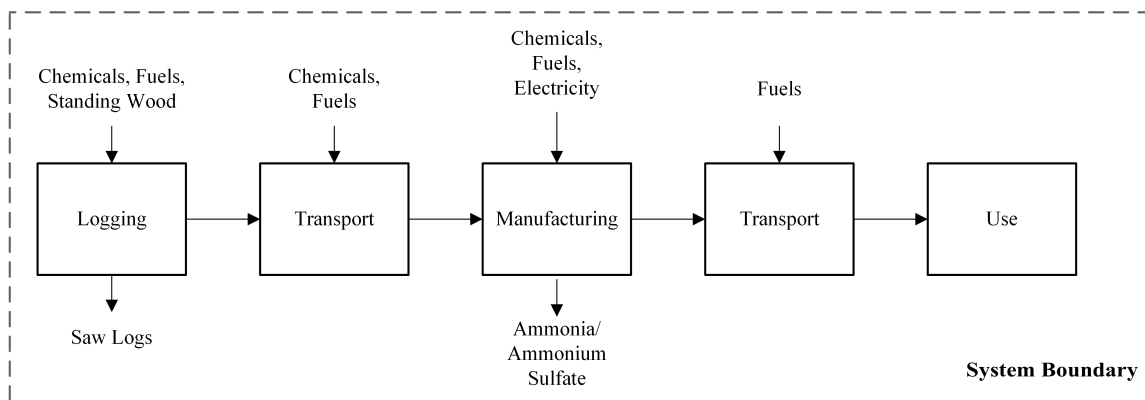 Chemicals, Fuels,
Standing Wood
Chemicals,
Fuels
Chemicals,
Fuels,
Electricity
Fuels
Logging
Transport
Manufacturing
Transport
Use
Saw Logs
Ammonia/
Ammonium
Sulfate
System Boundary